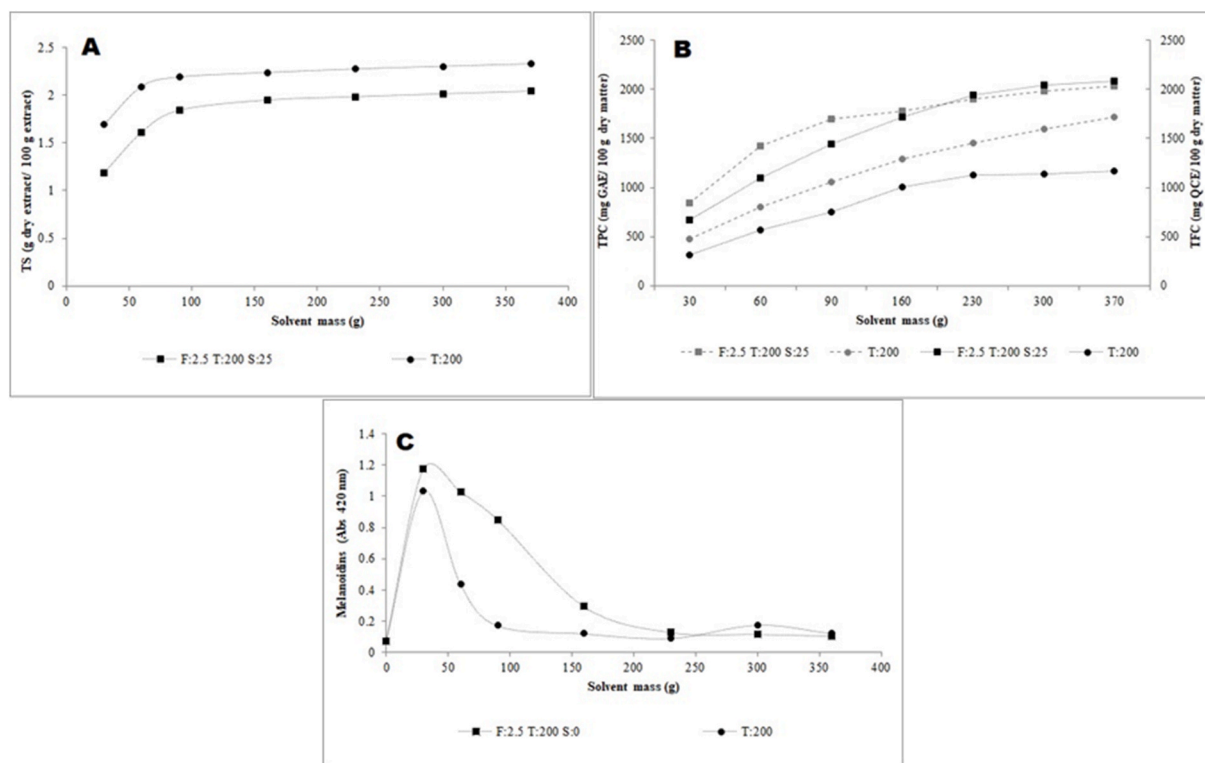 A
TS (g dry extract/ 100 g extract)
2.5
2
1.5
1
0.5
0
0 50 100 150 200 250 300 350 400
Solvent mass (g)
F:2.5 T:200 S:25 T:200
B
TPC (mg GAE/ 100 g dry matter)
2500
2000
1500
1000
500
0
TFC (mg QCE/ 100 g dry matter)
2500
2000
1500
1000
500
0
30 60 90 160 230 300 370
Solvent mass (g)
F:2.5 T:200 S:25 T:200 F:2.5 T:200 S:25 T:200
C
Melanoidins (Abs 420 nm)
1.4
1.2
1
0.8
0.6
0.4
0.2
0
0 50 100 150 200 250 300 350 400
Solvent mass (g)
F:2.5 T:200 S:0 T:200